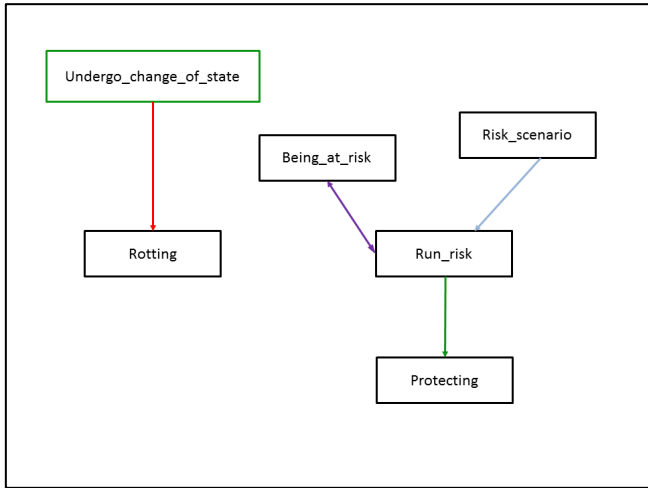 Undergo_change_of_state
Risk_scenario
Being_at_risk
Rotting
Run_risk
Protecting